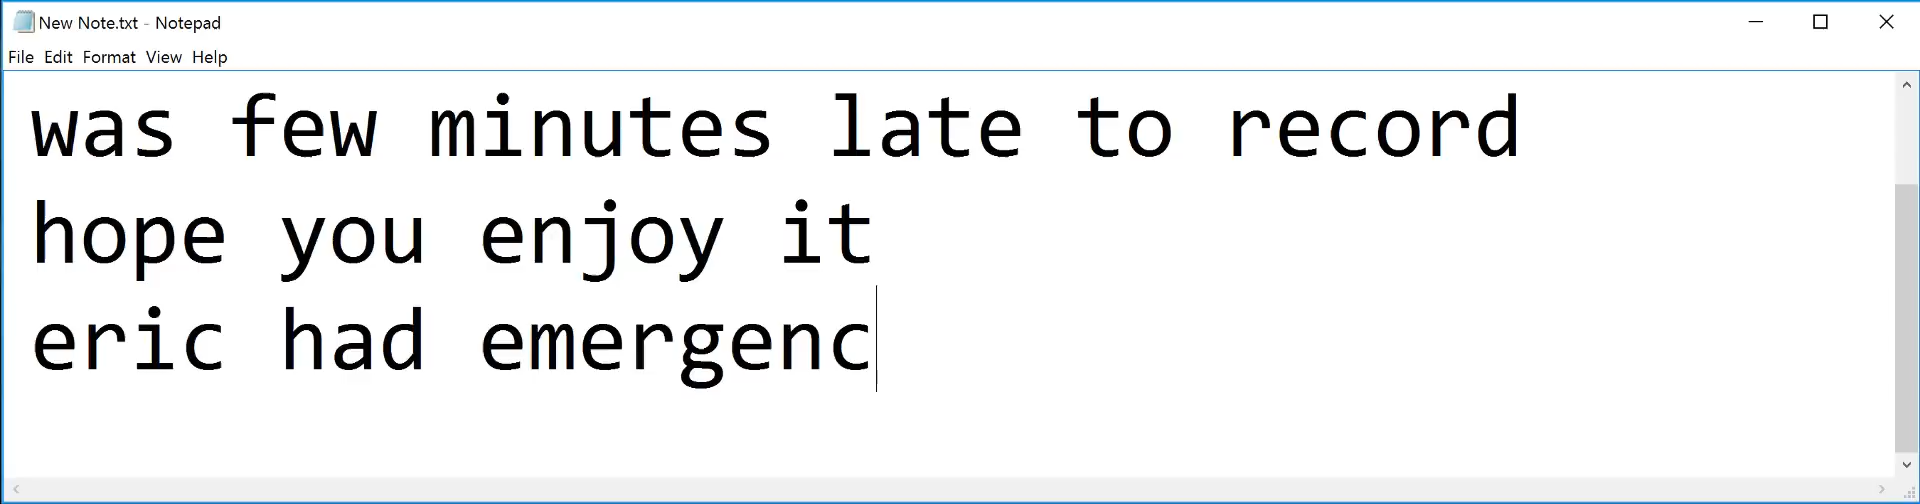 New Note.txt - Notepad
File Edit Format View Help
was few minutes late to record
hope you enjoy it
eric had emergenc